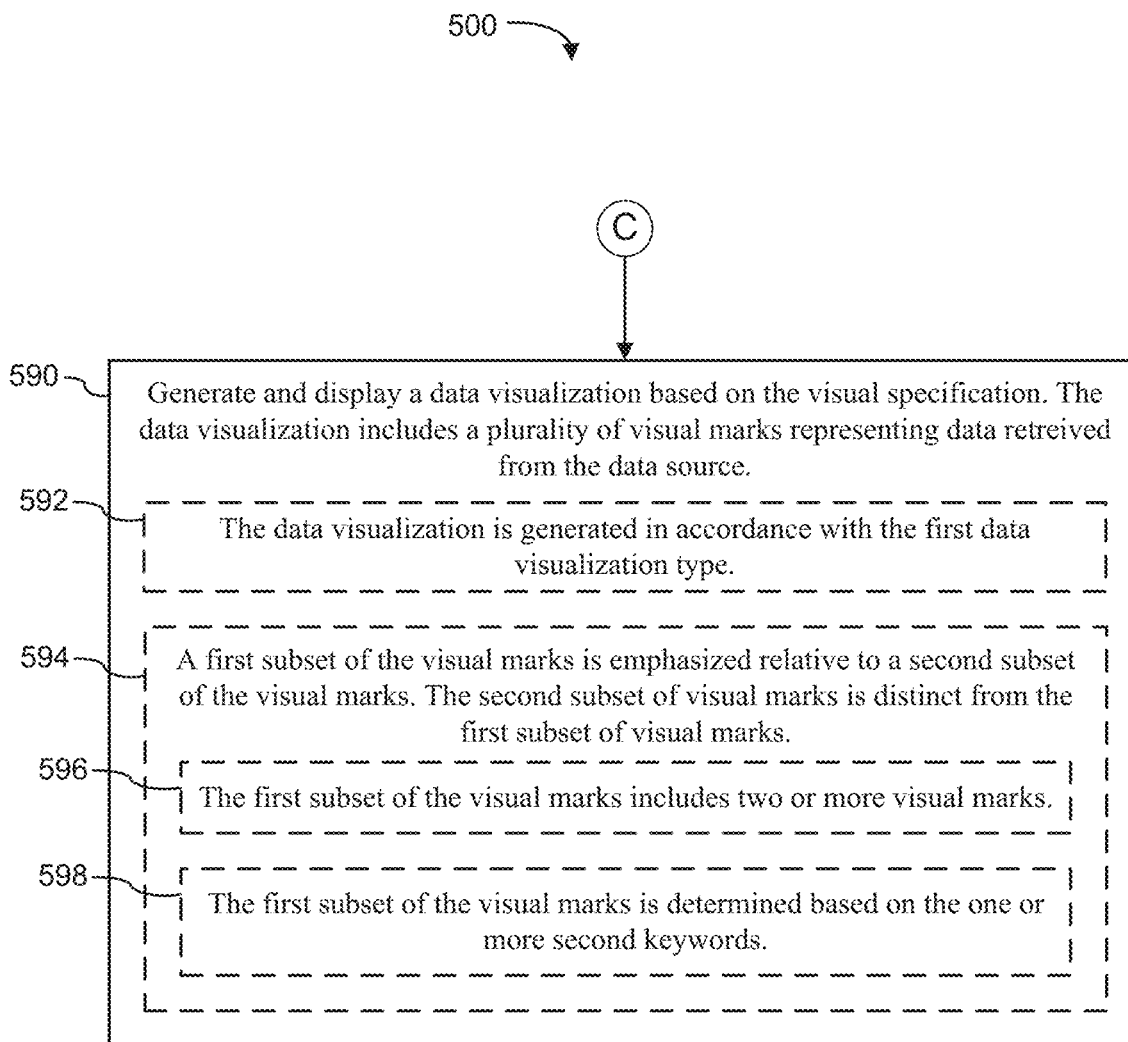 500
C
590
Generate and display a data visualization based on the visual specification. The
data visualization includes a plurality of visual marks representing data retreived
from the data source.
592
The data visualization is generated in accordance with the first data
visualization type.
594
A first subset of the visual marks is emphasized relative to a second subset
of the visual marks. The second subset of visual marks is distinct from the
first subset of visual marks.
596
The first subset of the visual marks includes two or more visual marks.
598
The first subset of the visual marks is determined based on the one or
more second keywords.